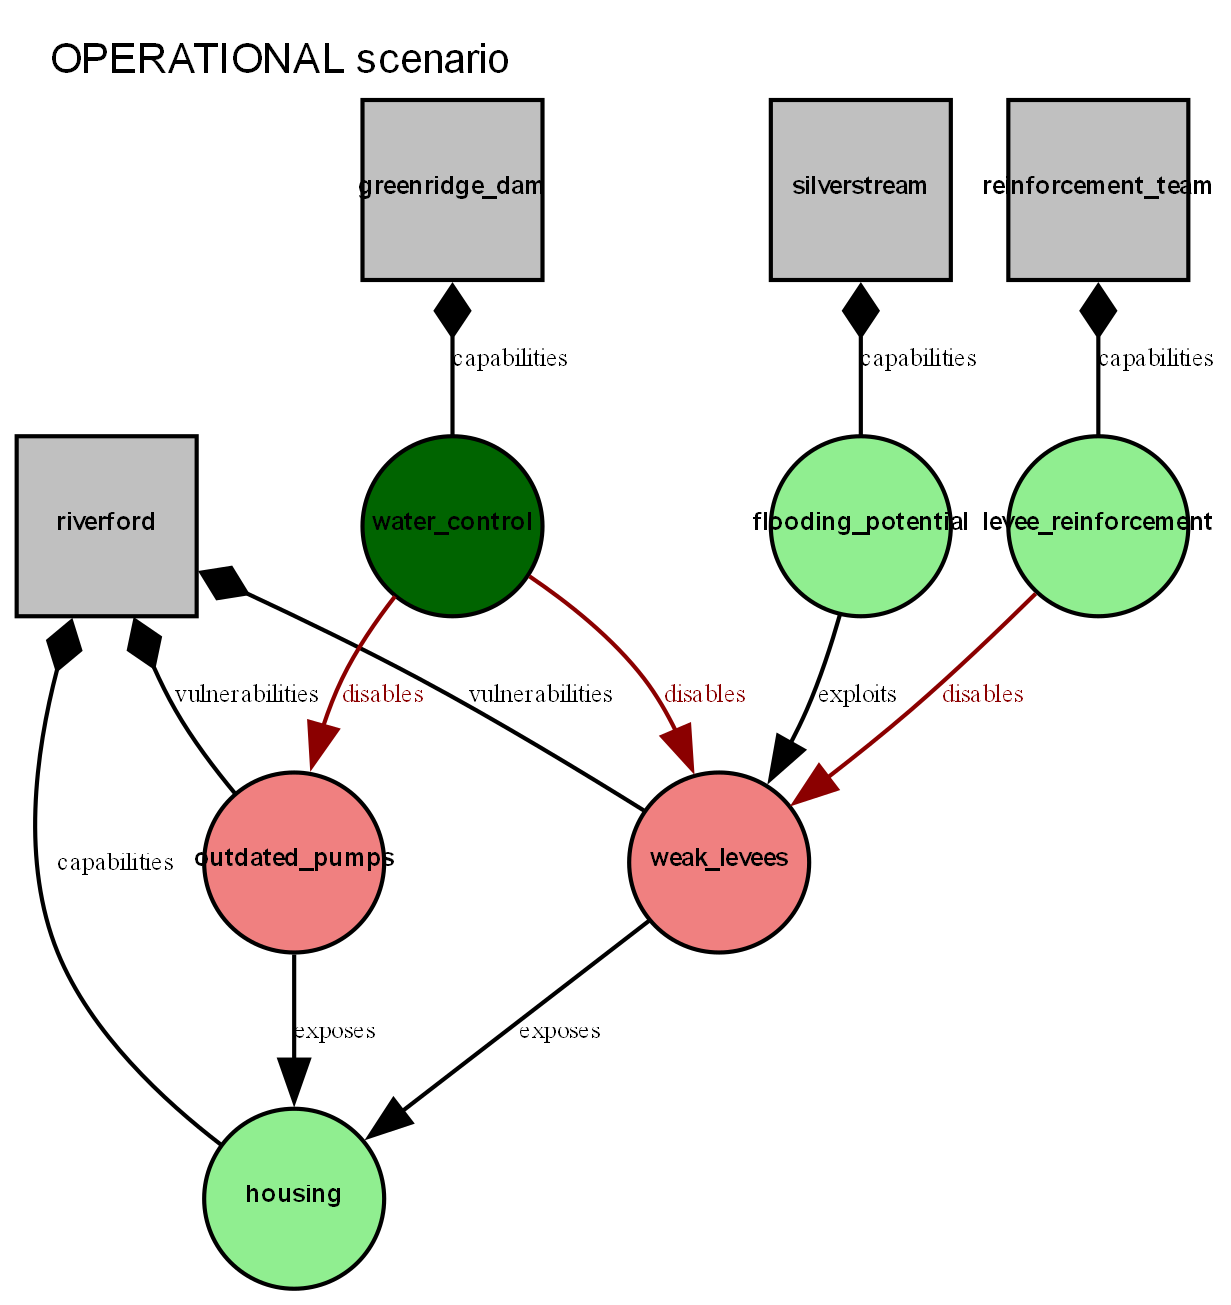 OPERATIONAL scenario
greenridge_dam
silverstream
reinforcement_team
capabilities
capabilities
capabilities
riverford
water_control
flooding_potential
levee_reinforcement
vulnerabilities
disables
vulnerabilities
disables
exploits
disables
capabilities
outdated_pumps
weak_levees
exposes
exposes
housing